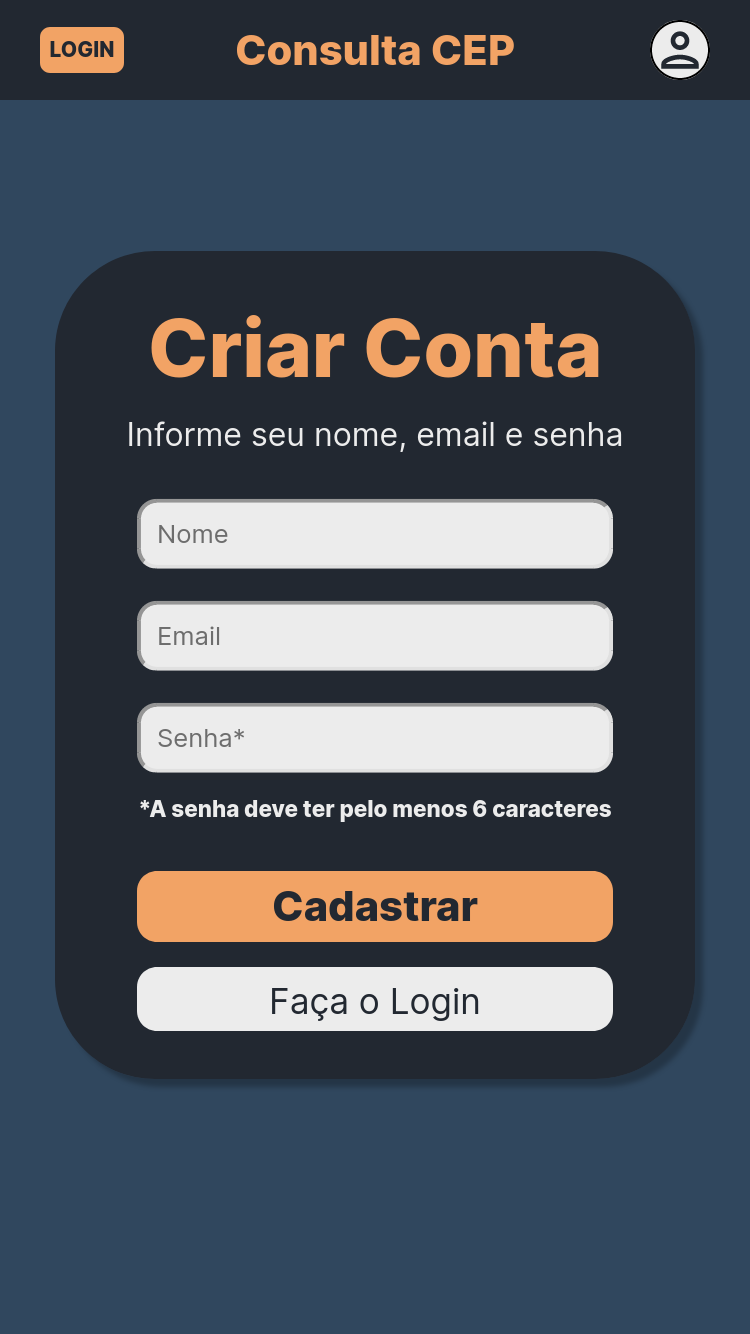 LOGIN
Consulta CEP
Criar Conta
Informe seu nome, email e senha
Nome
Email
Senha*
*A senha deve ter pelo menos 6 caracteres
Cadastrar
Faça o Login